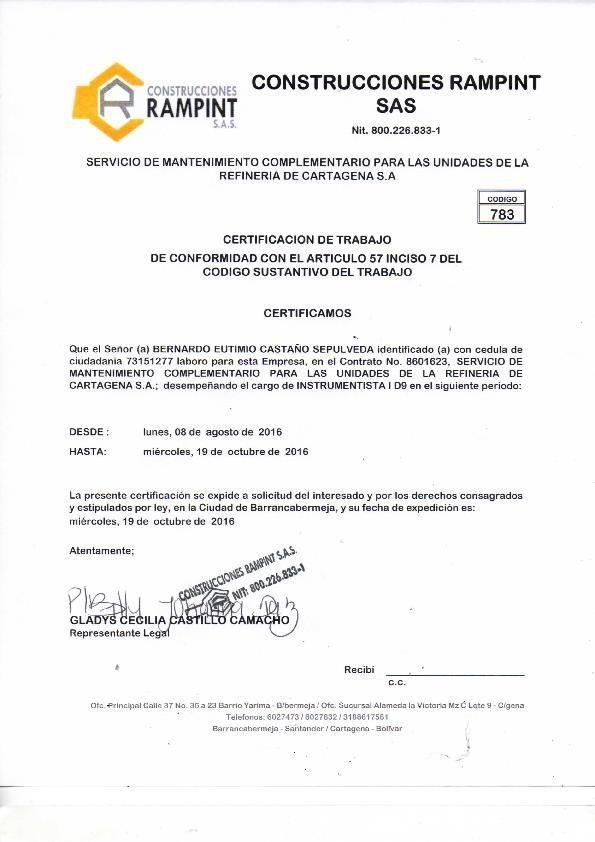 CONSTRUCCIONES
RAMPINT
S.A.S.
CONSTRUCCIONES RAMPINT
SAS
Nit. 800.226.833-1
SERVICIO DE MANTENIMIENTO COMPLEMENTARIO PARA LAS UNIDADES DE LA
REFINERIA DE CARTAGENA S.A
CODIGO
783
CERTIFICACION DE TRABAJO
DE CONFORMIDAD CON EL ARTICULO 57 INCISO 7 DEL
CODIGO SUSTANTIVO DEL TRABAJO
CERTIFICAMOS
Que el Señor (a) BERNARDO EUTIMIO CASTAÑO SEPULVEDA identificado (a) con cedula de
ciudadania 73151277 laboro para esta Empresa, en el Contrato No. 8601623, SERVICIO DE
MANTENIMIENTO COMPLEMENTARIO PARA LAS UNIDADES DE LA REFINERIA DE
CARTAGENA S.A.; desempeñando el cargo de INSTRUMENTISTA I D9 en el siguiente periodo:
DESDE : lunes, 08 de agosto de 2016
HASTA: miércoles, 19 de octubre de 2016
La presente certificación se expide a solicitud del interesado y por los derechos consagrados
y estipulados por ley, en la Ciudad de Barrancabermeja, y su fecha de expedición es:
miércoles, 19 de octubre de 2016
Atentamente;
CONSTRUCCIONES RAMPINT S.A.S.
NIT: 800.226.833-1
GLADYS CECILIA CASTILLO CAMACHO
Representante Legal
Recibí
c.c.
Ofc. Principal Calle 37 No. 35 a 23 Barrio Yarima - B/bermeja / Ofc. Sucursal Alameda la Victoria Mz C Lote 9 - C/gena
Telefonos: 6027473 / 6027832 / 3188617581
Barrancabermeja - Santander / Cartagena - Bolívar